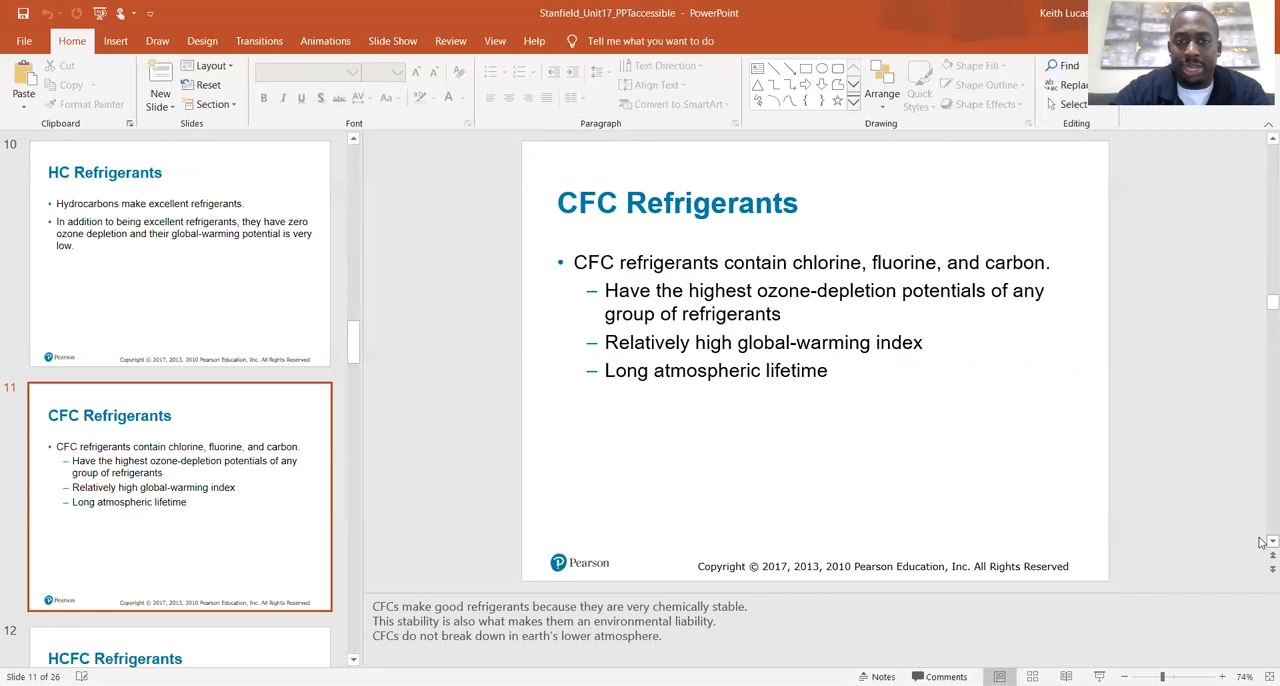 Stanfield_Unit17_PPTaccessible - PowerPoint
Keith Lucas
File Home Insert Draw Design Transitions Animations Slide Show Review View Help Tell me what you want to do
Cut Layout Text Direction Shape Fill Find
Copy Reset Align Text Shape Outline Replac
Paste Format Painter New Slide Section B I U S abc AV Aa A Convert to SmartArt Arrange Quick Styles Shape Effects Select
Clipboard Slides Font Paragraph Drawing Editing
10
HC Refrigerants
• Hydrocarbons make excellent refrigerants.
• In addition to being excellent refrigerants, they have zero
ozone depletion and their global-warming potential is very
low.
Pearson Copyright © 2017, 2013, 2010 Pearson Education, Inc. All Rights Reserved
11
CFC Refrigerants
• CFC refrigerants contain chlorine, fluorine, and carbon.
– Have the highest ozone-depletion potentials of any
group of refrigerants
– Relatively high global-warming index
– Long atmospheric lifetime
Pearson Copyright © 2017, 2013, 2010 Pearson Education, Inc. All Rights Reserved
12
HCFC Refrigerants
CFC Refrigerants
• CFC refrigerants contain chlorine, fluorine, and carbon.
– Have the highest ozone-depletion potentials of any
group of refrigerants
– Relatively high global-warming index
– Long atmospheric lifetime
Pearson Copyright © 2017, 2013, 2010 Pearson Education, Inc. All Rights Reserved
CFCs make good refrigerants because they are very chemically stable.
This stability is also what makes them an environmental liability.
CFCs do not break down in earth's lower atmosphere.
Slide 11 of 26 Notes Comments 74%